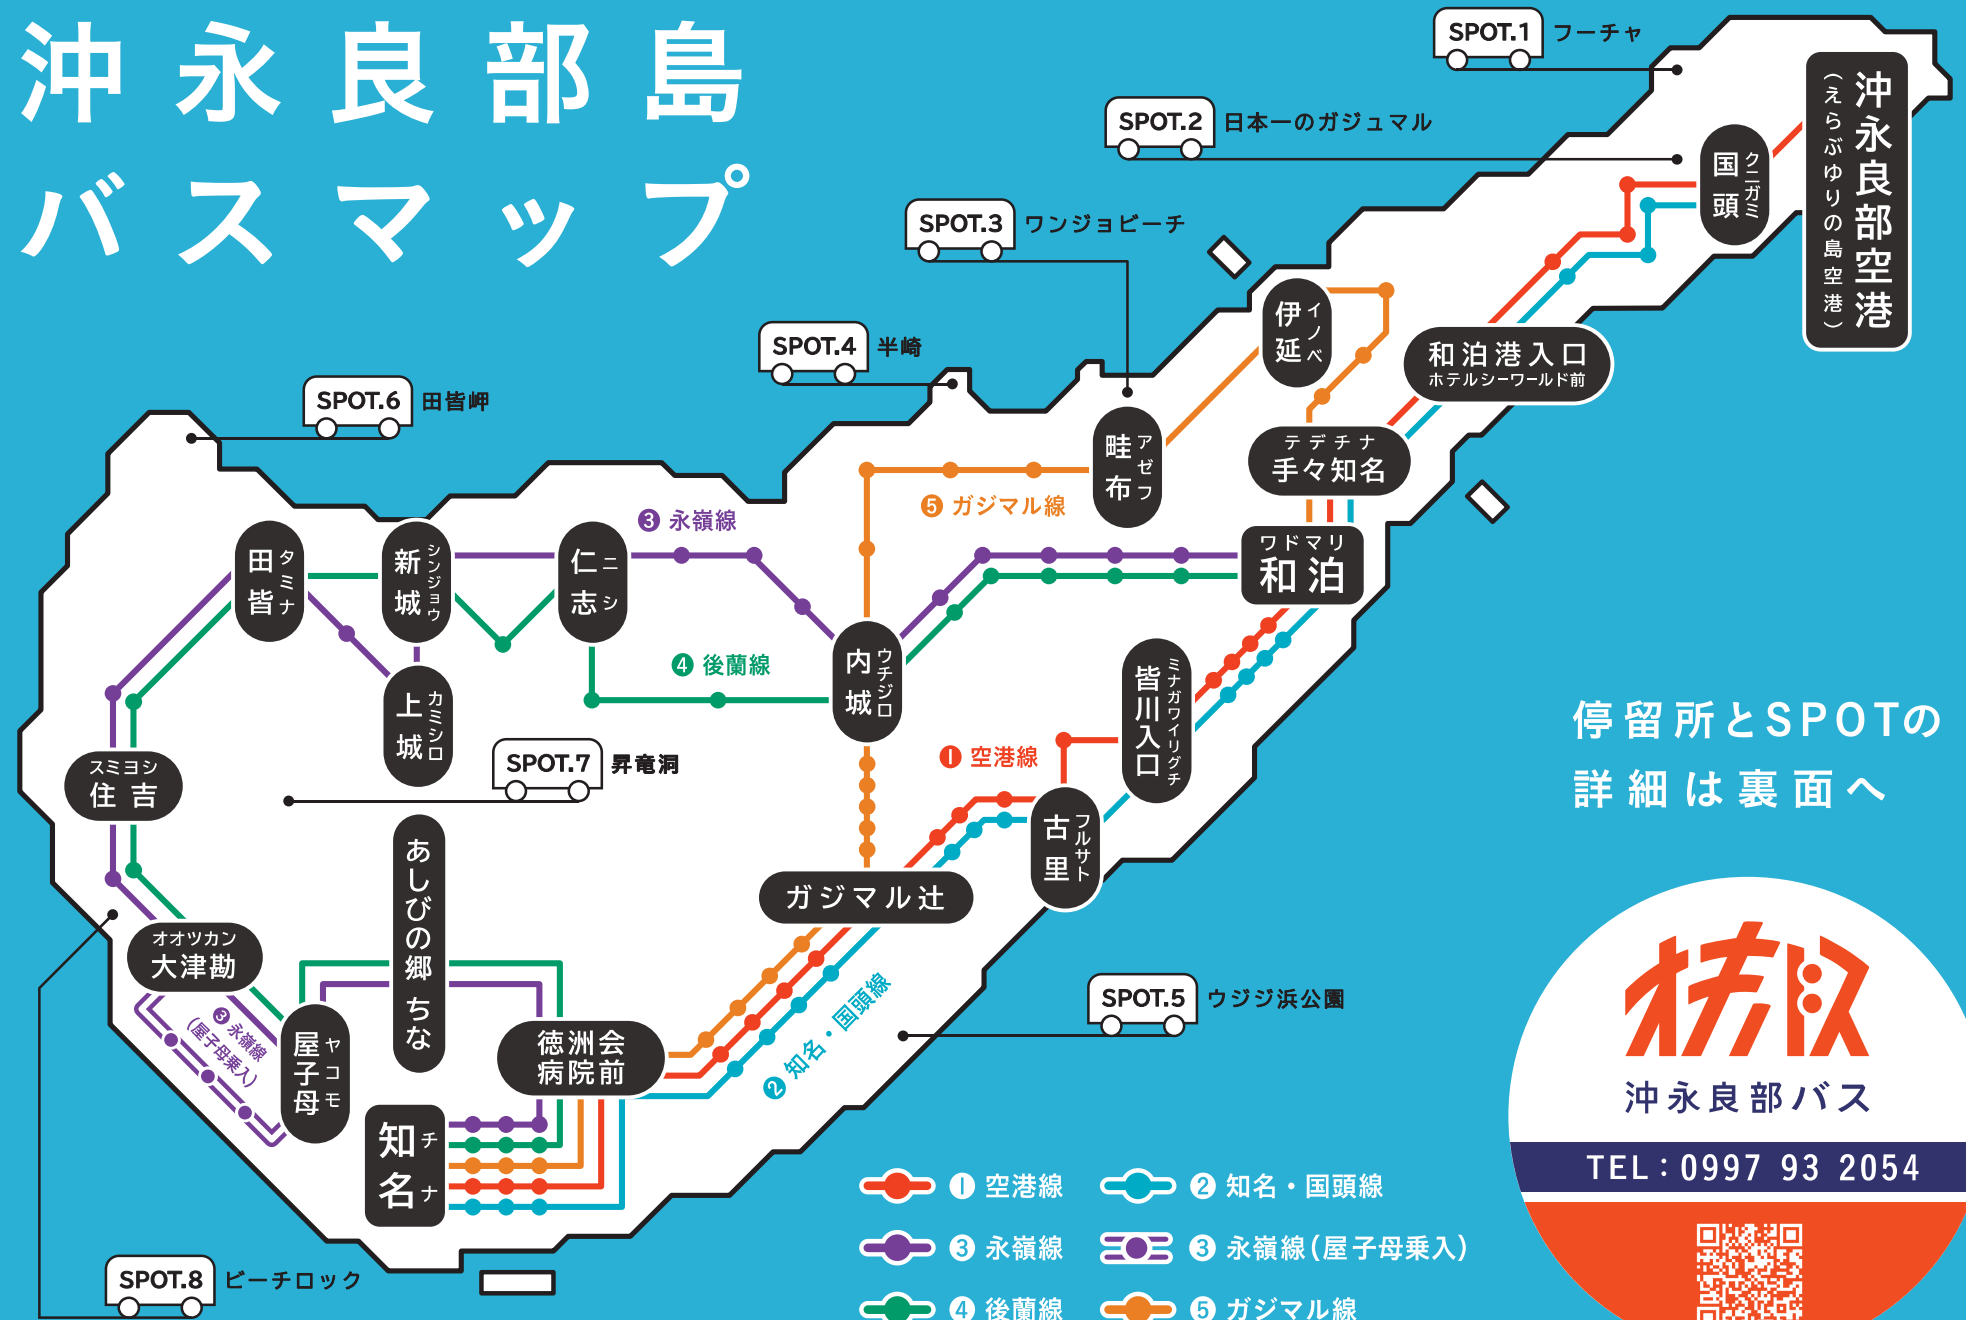 沖永良部島
バスマップ
SPOT.1 フーチャ
SPOT.2 日本一のガジュマル
SPOT.3 ワンジョビーチ
SPOT.4 半崎
SPOT.6 田皆岬
沖永良部空港
（えらぶゆりの島空港）
国頭
クニガミ
伊延
イノベ
和泊港入口
ホテルシーワールド前
テデチナ
手々知名
畦布
アゼフ
❺ ガジマル線
❸ 永嶺線
ワドマリ
和泊
田皆
タミナ
新城
シンジョウ
仁志
ニシ
❹ 後蘭線
内城
ウチジロ
上城
カミシロ
皆川入口
ミナガワイリグチ
SPOT.7 昇竜洞
❶ 空港線
スミヨシ
住吉
古里
フルサト
あしびの郷 ちな
ガジマル辻
オオツカン
大津勘
❸ 永嶺線
(屋子母乗入)
屋子母
ヤコモ
徳洲会
病院前
❷ 知名・国頭線
SPOT.5 ウジジ浜公園
知名
チナ
SPOT.8 ビーチロック
停留所とSPOTの
詳細は裏面へ
❶ 空港線
❷ 知名・国頭線
❸ 永嶺線
❸ 永嶺線(屋子母乗入)
❹ 後蘭線
❺ ガジマル線
沖永良部バス
TEL：0997 93 2054